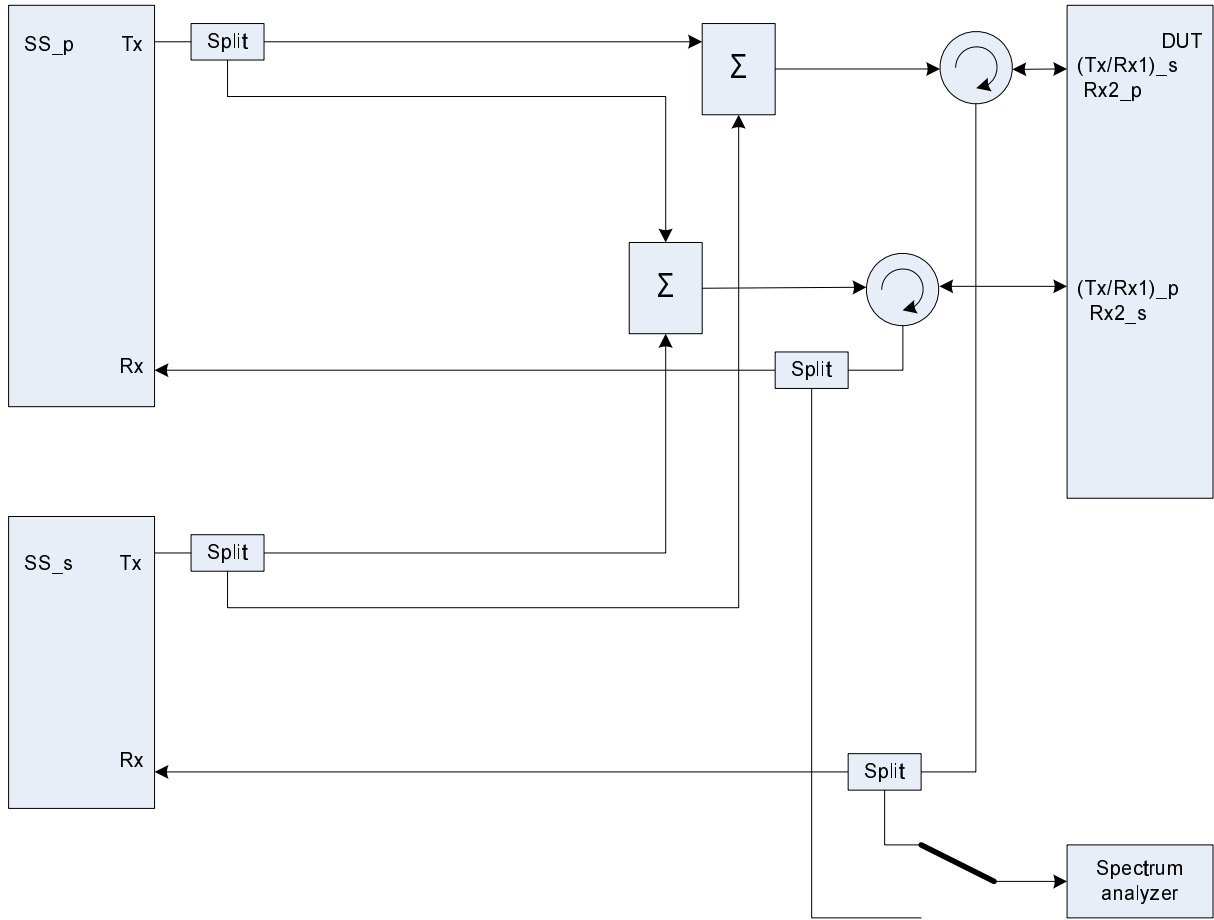 SS_p Tx
Split
Σ
DUT
(Tx/Rx1)_s
Rx2_p
Σ
(Tx/Rx1)_p
Rx2_s
Rx
Split
SS_s Tx
Split
Rx
Split
Spectrum
analyzer